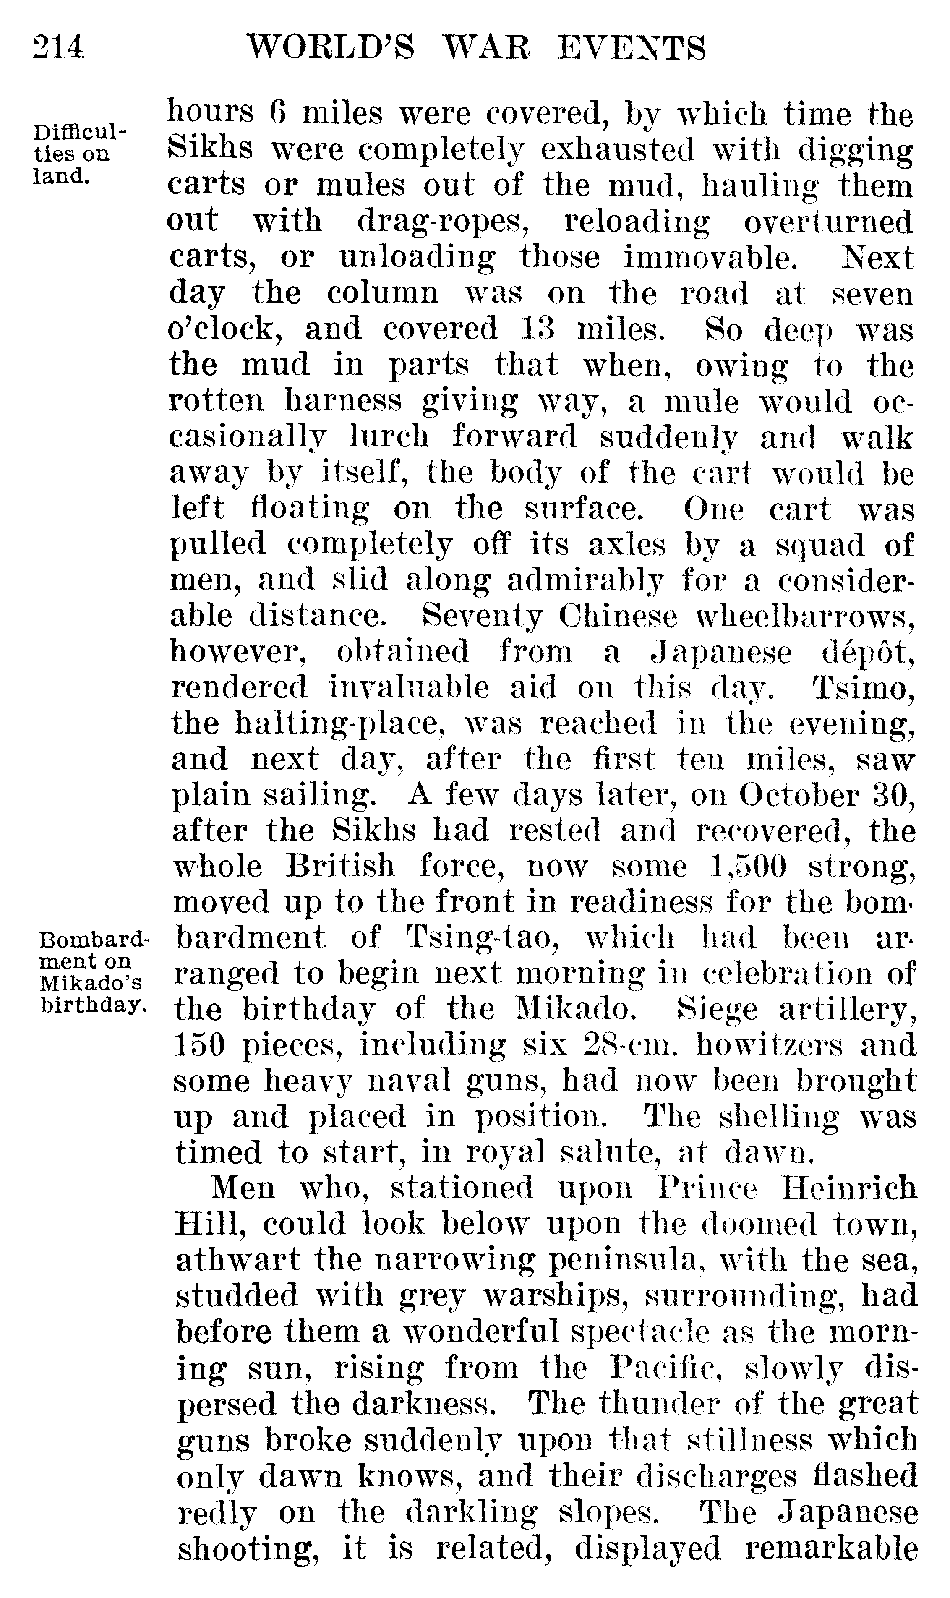 214 WORLD'S WAR EVENTS
Difficul-
ties on
land.
hours 6 miles were covered, by which time the
Sikhs were completely exhausted with digging
carts or mules out of the mud, hauling them
out with drag-ropes, reloading overturned
carts, or unloading those immovable. Next
day the column was on the road at seven
o'clock, and covered 13 miles. So deep was
the mud in parts that when, owing to the
rotten harness giving way, a mule would oc-
casionally lurch forward suddenly and walk
away by itself, the body of the cart would be
left floating on the surface. One cart was
pulled completely off its axles by a squad of
men, and slid along admirably for a consider-
able distance. Seventy Chinese wheelbarrows,
however, obtained from a Japanese dépôt,
rendered invaluable aid on this day. Tsimo,
the halting-place, was reached in the evening,
and next day, after the first ten miles, saw
plain sailing. A few days later, on October 30,
after the Sikhs had rested and recovered, the
whole British force, now some 1,500 strong,
moved up to the front in readiness for the bom-
Bombard-
ment on
Mikado's
birthday.
bardment of Tsing-tao, which had been ar-
ranged to begin next morning in celebration of
the birthday of the Mikado. Siege artillery,
150 pieces, including six 28-cm. howitzers and
some heavy naval guns, had now been brought
up and placed in position. The shelling was
timed to start, in royal salute, at dawn.
Men who, stationed upon Prince Heinrich
Hill, could look below upon the doomed town,
athwart the narrowing peninsula, with the sea,
studded with grey warships, surrounding, had
before them a wonderful spectacle as the morn-
ing sun, rising from the Pacific, slowly dis-
persed the darkness. The thunder of the great
guns broke suddenly upon that stillness which
only dawn knows, and their discharges flashed
redly on the darkling slopes. The Japanese
shooting, it is related, displayed remarkable